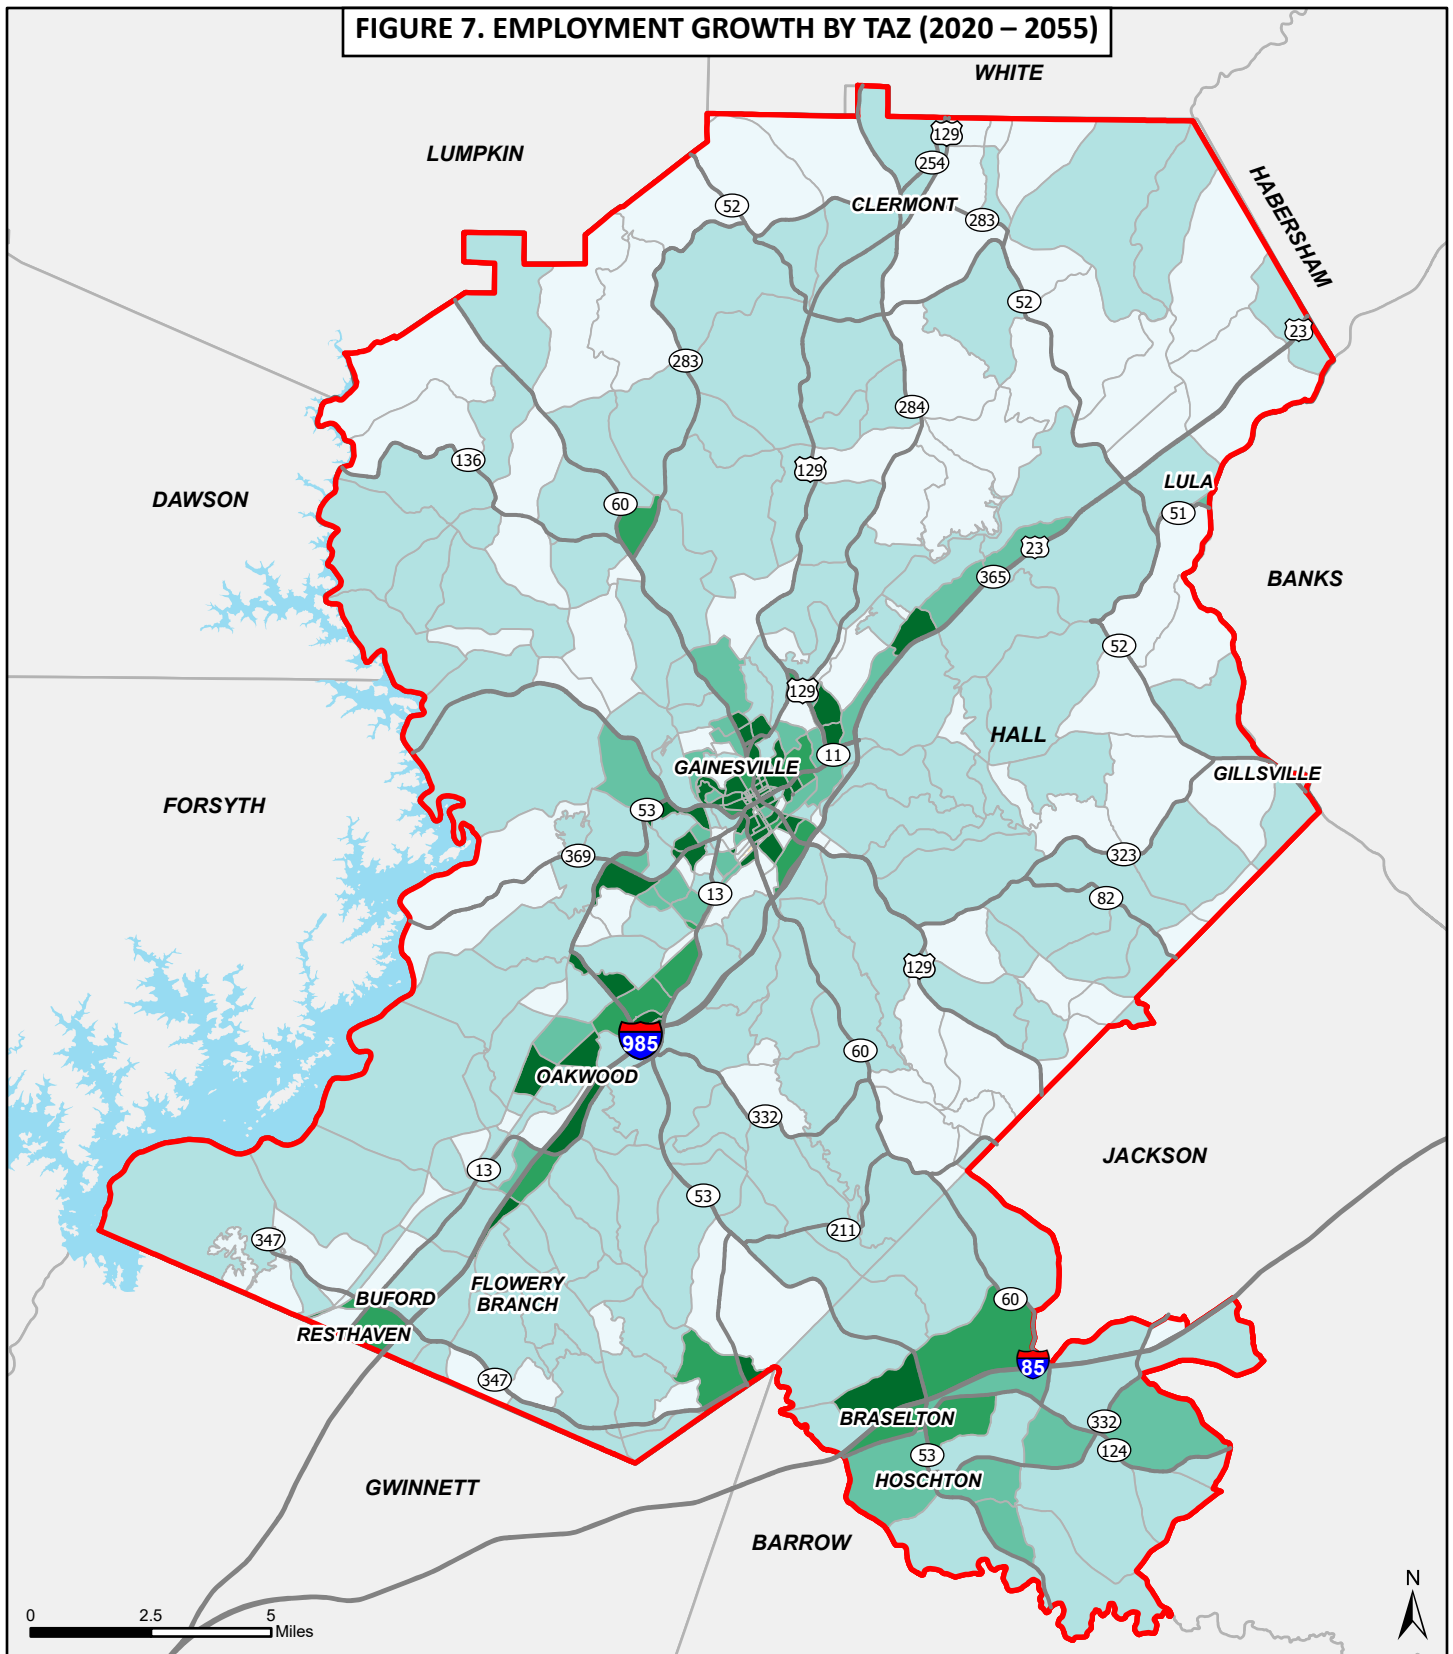 FIGURE 7. EMPLOYMENT GROWTH BY TAZ (2020 – 2055)
WHITE
129
LUMPKIN
254
HABERSHAM
52
CLERMONT
283
52
23
283
284
136
129
LULA
DAWSON
60
51
23
365
BANKS
52
129
HALL
11
GAINESVILLE
GILLSVILLE
FORSYTH
53
369
323
13
82
129
985
60
OAKWOOD
332
JACKSON
13
53
211
347
FLOWERY
BRANCH
BUFORD
60
RESTHAVEN
85
347
BRASELTON
332
124
53
HOSCHTON
GWINNETT
BARROW
N
0 2.5 5
Miles